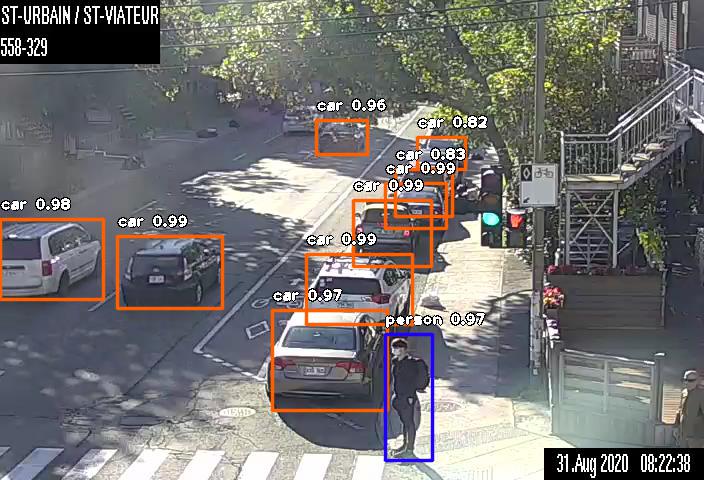 ST-URBAIN / ST-VIATEUR
558-329
car 0.96
car 0.82
car 0.83
car 0.99
car 0.99
car 0.98
car 0.99
car 0.99
car 0.97
person 0.97
31.Aug 2020 08:22:38